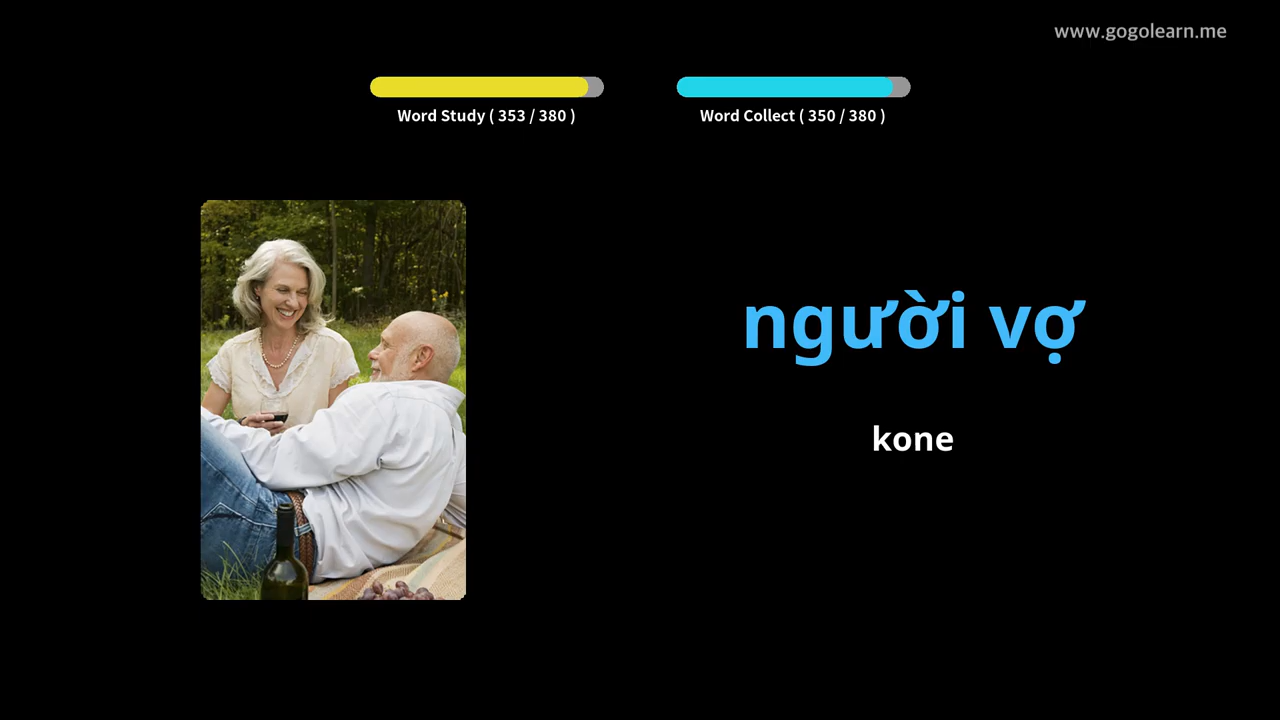 www.gogolearn.me
Word Study ( 353 / 380 )
Word Collect ( 350 / 380 )
người vợ
kone